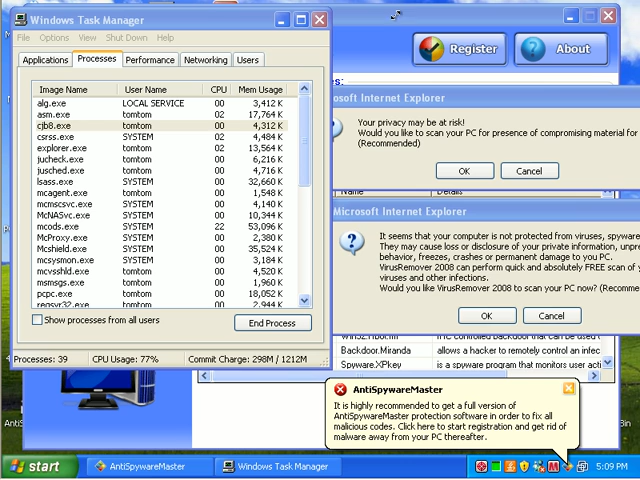 Windows Task Manager
File Options View Shut Down Help
Applications Processes Performance Networking Users
Image Name User Name CPU Mem Usage
alg.exe LOCAL SERVICE 00 3,412 K
asm.exe tomtom 02 17,764 K
cjb8.exe tomtom 00 4,312 K
csrss.exe SYSTEM 02 4,484 K
explorer.exe tomtom 02 13,564 K
jucheck.exe tomtom 00 6,216 K
jusched.exe tomtom 00 4,716 K
lsass.exe SYSTEM 00 32,660 K
mcagent.exe tomtom 00 1,548 K
mcmscsvc.exe SYSTEM 00 4,140 K
McNASvc.exe SYSTEM 00 10,344 K
mcods.exe SYSTEM 22 53,096 K
McProxy.exe SYSTEM 00 2,380 K
Mcshield.exe SYSTEM 00 35,524 K
mcsysmon.exe SYSTEM 00 3,184 K
mcvsshld.exe tomtom 00 4,520 K
msmsgs.exe tomtom 00 1,960 K
pcpc.exe tomtom 00 18,052 K
regsvr32.exe tomtom 00 2,944 K
Show processes from all users
End Process
Processes: 39 CPU Usage: 77% Commit Charge: 298M / 1212M
Register About
osoft Internet Explorer
Your privacy may be at risk!
Would you like to scan your PC for presence of compromising material for
(Recommended)
OK Cancel
Name Details
Microsoft Internet Explorer
It seems that your computer is not protected from viruses, spyware
They may cause loss or disclosure of your private information, unpre
behavior, freezes, crashes or permanent damage to you PC.
VirusRemover 2008 can perform quick and absolutely FREE scan of y
viruses and other infections.
Would you like VirusRemover 2008 to scan your PC now? (Recomme
OK Cancel
Backdoor.Miranda allows a hacker to remotely control an infec
Spyware.XPkey is a spyware program that monitors user acti
AntiSpywareMaster
It is highly recommended to get a full version of
AntiSpywareMaster protection software in order to fix all
malicious codes. Click here to start registration and get rid of
malware away from your PC thereafter.
start AntiSpywareMaster Windows Task Manager 5:09 PM